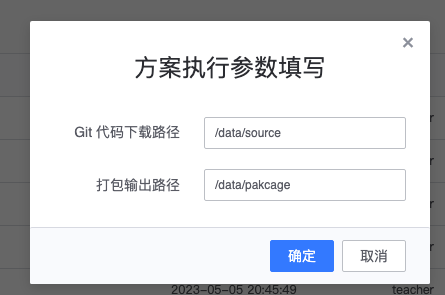 ×
方案执行参数填写
Git 代码下载路径 /data/source
打包输出路径 /data/pakcage
确定 取消
2023-05-05 20:45:49 teacher